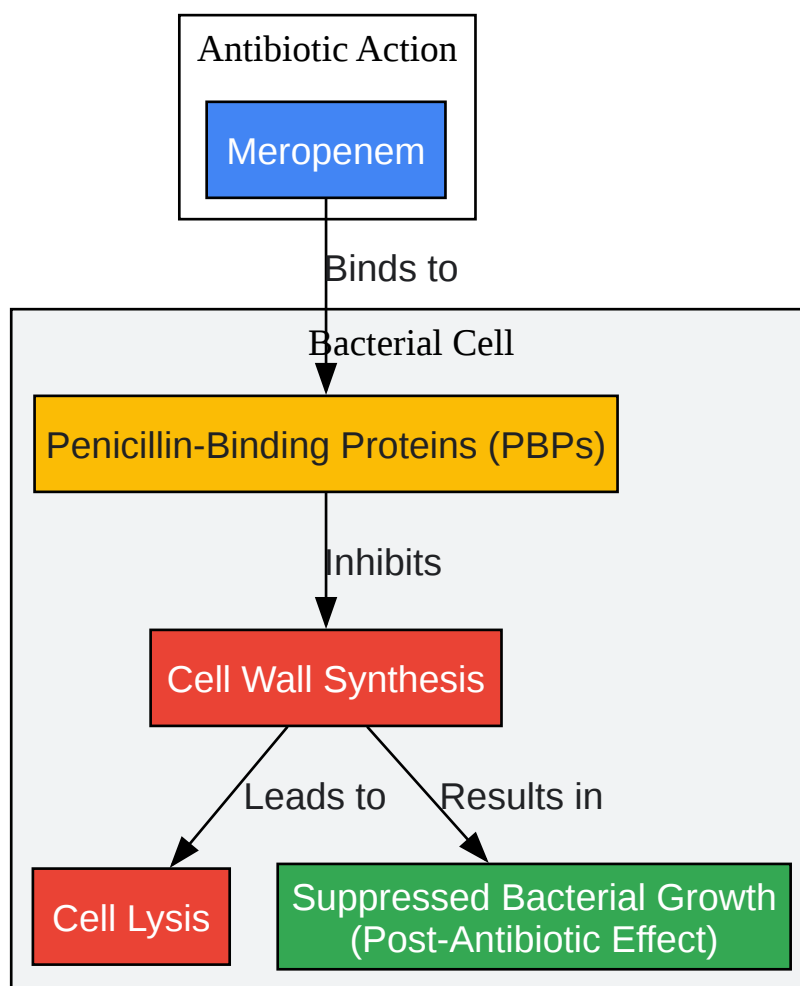 Antibiotic Action
Meropenem
Binds to
Bacterial Cell
Penicillin-Binding Proteins (PBPs)
Inhibits
Cell Wall Synthesis
Leads to
Results in
Cell Lysis
Suppressed Bacterial Growth
(Post-Antibiotic Effect)